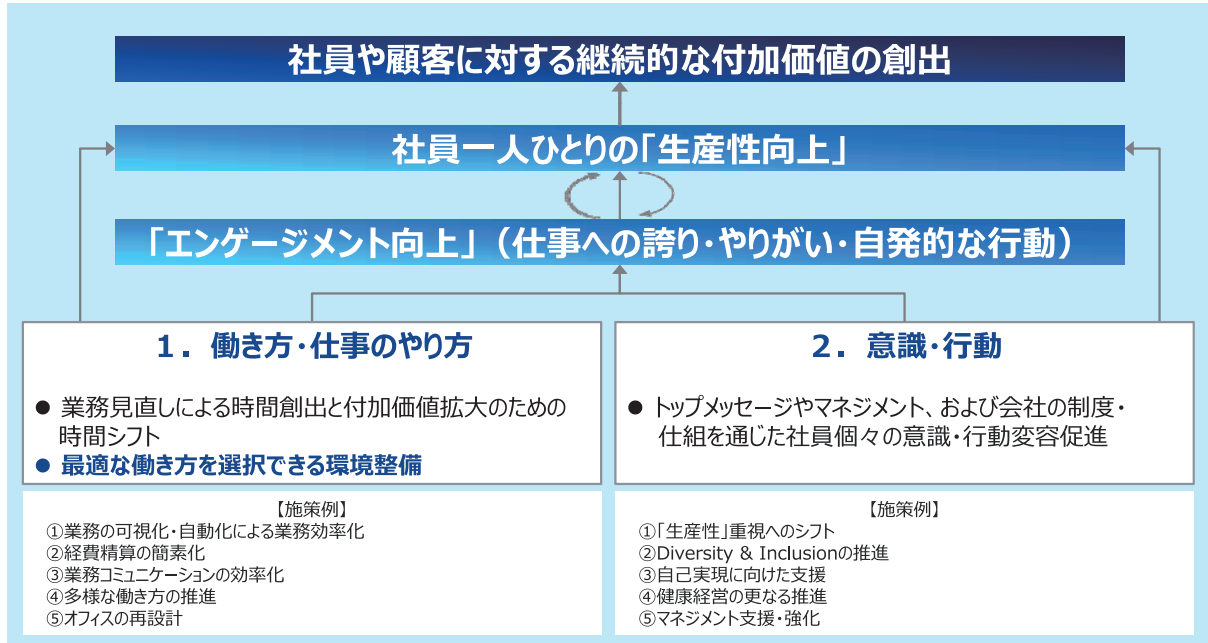 社員や顧客に対する継続的な付加価値の創出
社員一人ひとりの「生産性向上」
「エンゲージメント向上」（仕事への誇り・やりがい・自発的な行動）
1．働き方・仕事のやり方
● 業務見直しによる時間創出と付加価値拡大のための
時間シフト
● 最適な働き方を選択できる環境整備
【施策例】
①業務の可視化・自動化による業務効率化
②経費精算の簡素化
③業務コミュニケーションの効率化
④多様な働き方の推進
⑤オフィスの再設計
2．意識・行動
● トップメッセージやマネジメント、および会社の制度・
仕組を通じた社員個々の意識・行動変容促進
【施策例】
①「生産性」重視へのシフト
②Diversity & Inclusionの推進
③自己実現に向けた支援
④健康経営の更なる推進
⑤マネジメント支援・強化